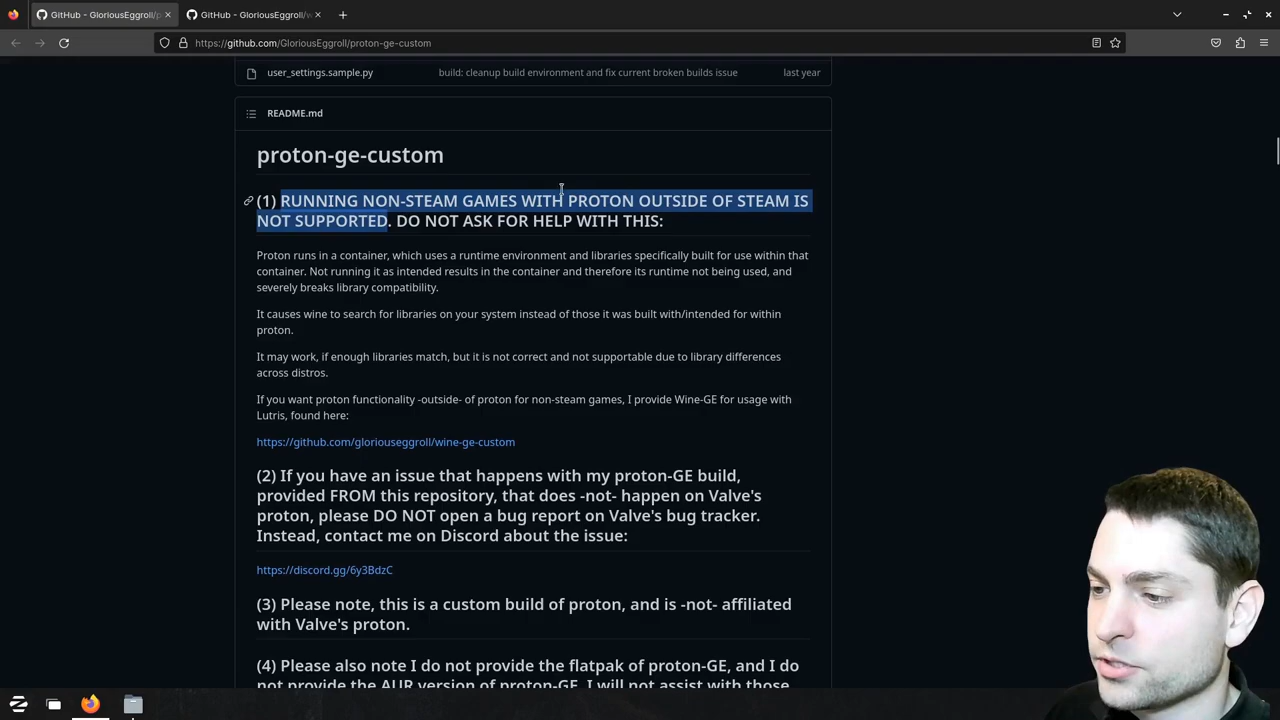 GitHub - GloriousEggroll/p
GitHub - GloriousEggroll/w
https://github.com/GloriousEggroll/proton-ge-custom
user_settings.sample.py build: cleanup build environment and fix current broken builds issue last year
README.md
proton-ge-custom
(1) RUNNING NON-STEAM GAMES WITH PROTON OUTSIDE OF STEAM IS
NOT SUPPORTED. DO NOT ASK FOR HELP WITH THIS:
Proton runs in a container, which uses a runtime environment and libraries specifically built for use within that
container. Not running it as intended results in the container and therefore its runtime not being used, and
severely breaks library compatibility.
It causes wine to search for libraries on your system instead of those it was built with/intended for within
proton.
It may work, if enough libraries match, but it is not correct and not supportable due to library differences
across distros.
If you want proton functionality -outside- of proton for non-steam games, I provide Wine-GE for usage with
Lutris, found here:
https://github.com/gloriouseggroll/wine-ge-custom
(2) If you have an issue that happens with my proton-GE build,
provided FROM this repository, that does -not- happen on Valve's
proton, please DO NOT open a bug report on Valve's bug tracker.
Instead, contact me on Discord about the issue:
https://discord.gg/6y3BdzC
(3) Please note, this is a custom build of proton, and is -not- affiliated
with Valve's proton.
(4) Please also note I do not provide the flatpak of proton-GE, and I do
not provide the AUR version of proton-GE. I will not assist with those